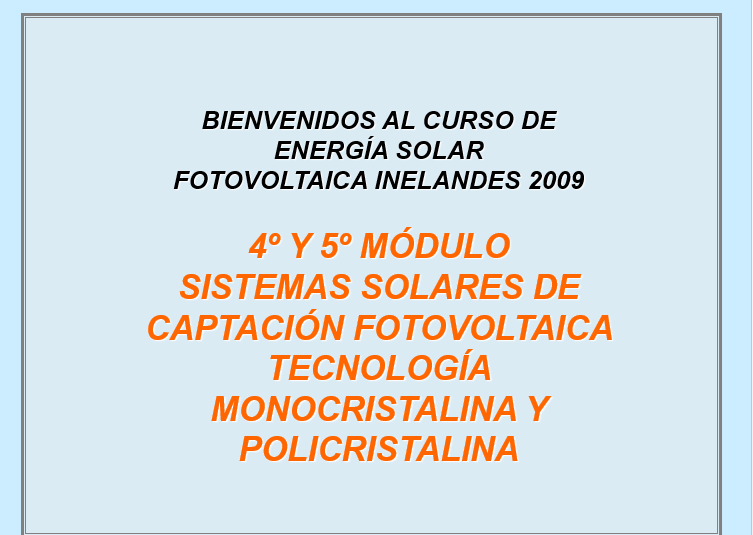 BIENVENIDOS AL CURSO DE
ENERGÍA SOLAR
FOTOVOLTAICA INELANDES 2009
4º Y 5º MÓDULO
SISTEMAS SOLARES DE
CAPTACIÓN FOTOVOLTAICA
TECNOLOGÍA
MONOCRISTALINA Y
POLICRISTALINA